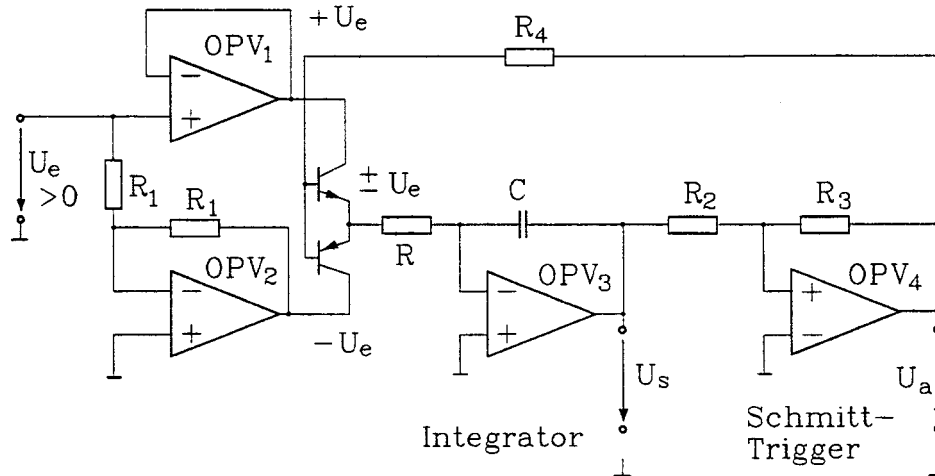 +U_e
R_4
OPV_1
−
+
U_e
>0
R_1
± U_e
R_1
R
C
R_2
R_3
OPV_2
−
+
−U_e
OPV_3
−
+
OPV_4
+
−
U_s
U_a
Integrator
Schmitt−
Trigger